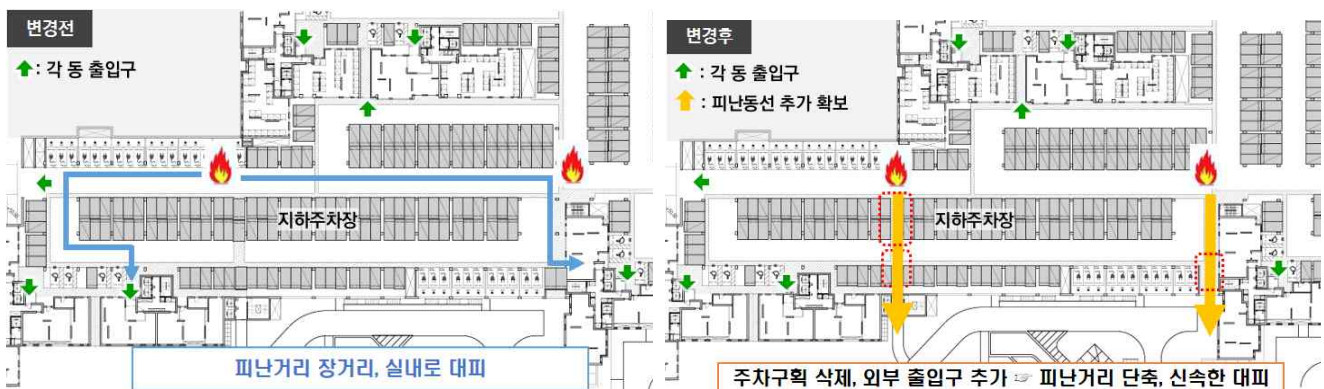 변경전
: 각 동 출입구
지하주차장
피난거리 장거리, 실내로 대피
변경후
: 각 동 출입구
: 피난동선 추가 확보
지하주차장
주차구획 삭제, 외부 출입구 추가 ☞ 피난거리 단축, 신속한 대피